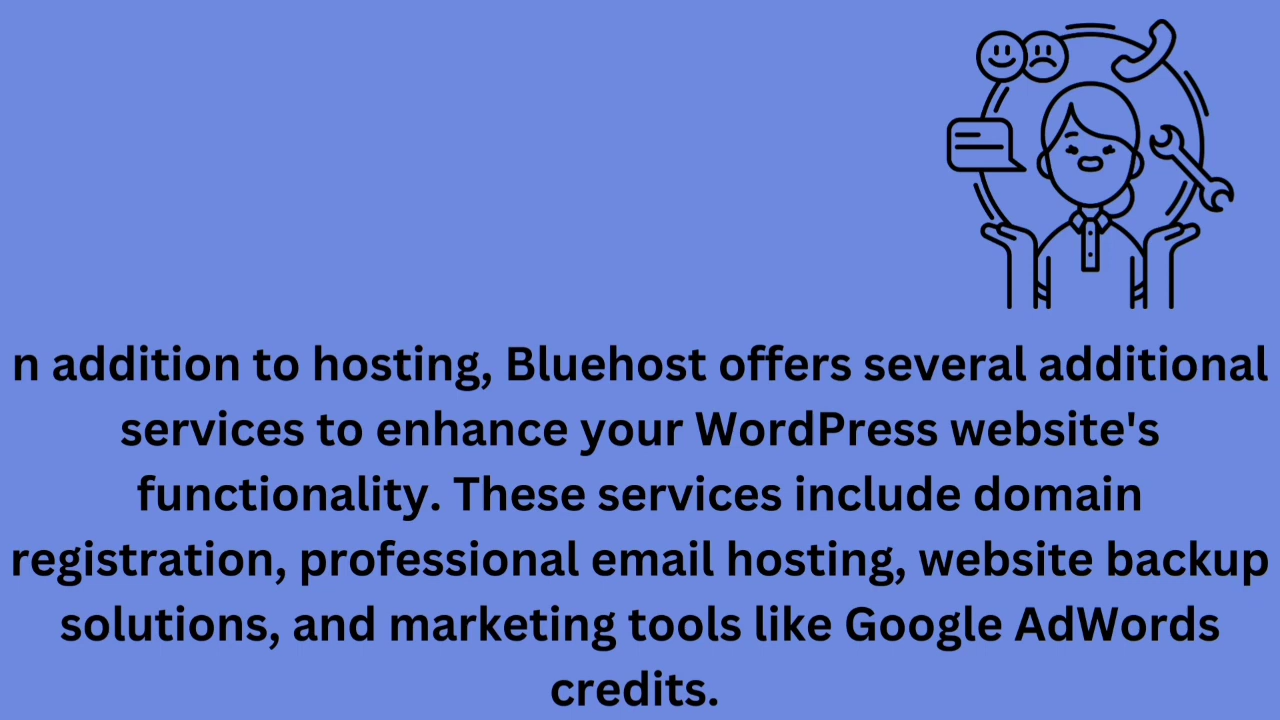 n addition to hosting, Bluehost offers several additional
services to enhance your WordPress website's
functionality. These services include domain
registration, professional email hosting, website backup
solutions, and marketing tools like Google AdWords
credits.